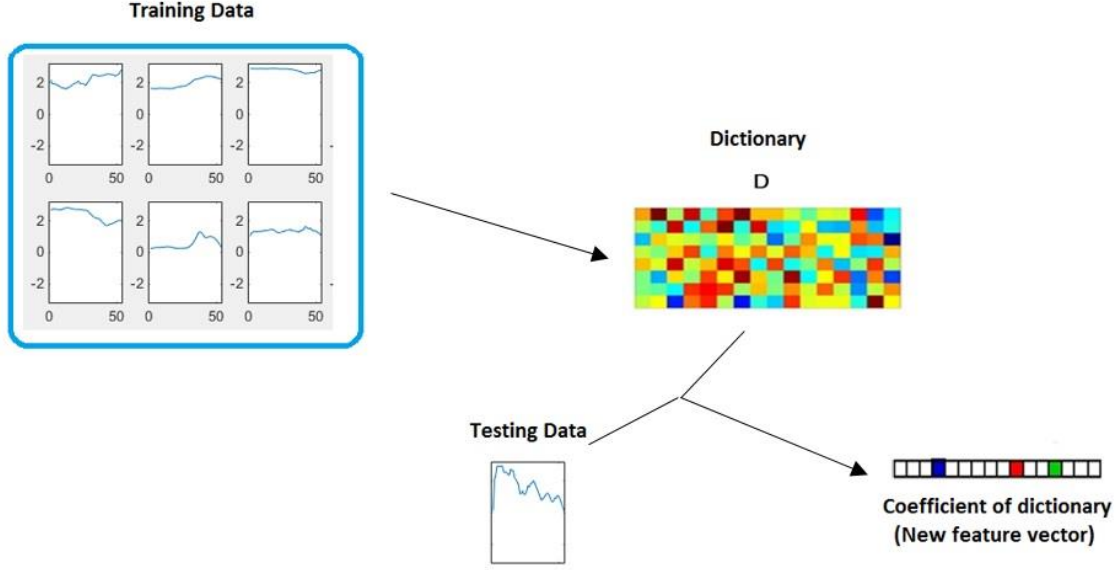 Training Data
2 2 2
0 0 0
-2 -2 -2 -
0 50 0 50 0 50
2 2 2
0 0 0
-2 -2 -2 -
0 50 0 50 0 50
Dictionary
D
Testing Data
Coefficient of dictionary
(New feature vector)